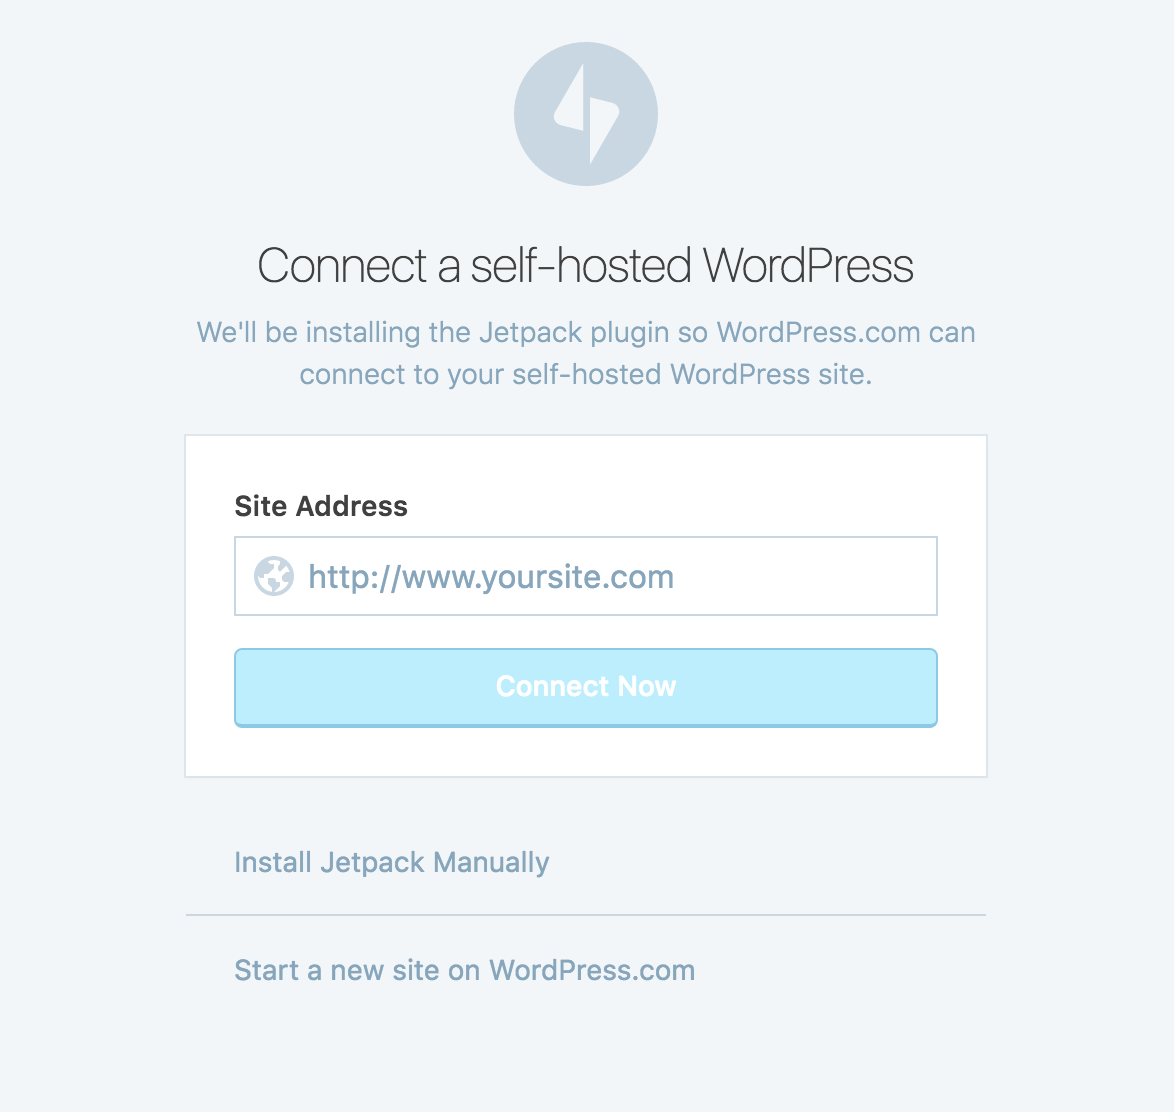 Connect a self-hosted WordPress
We'll be installing the Jetpack plugin so WordPress.com can
connect to your self-hosted WordPress site.
Site Address
http://www.yoursite.com
Connect Now
Install Jetpack Manually
Start a new site on WordPress.com